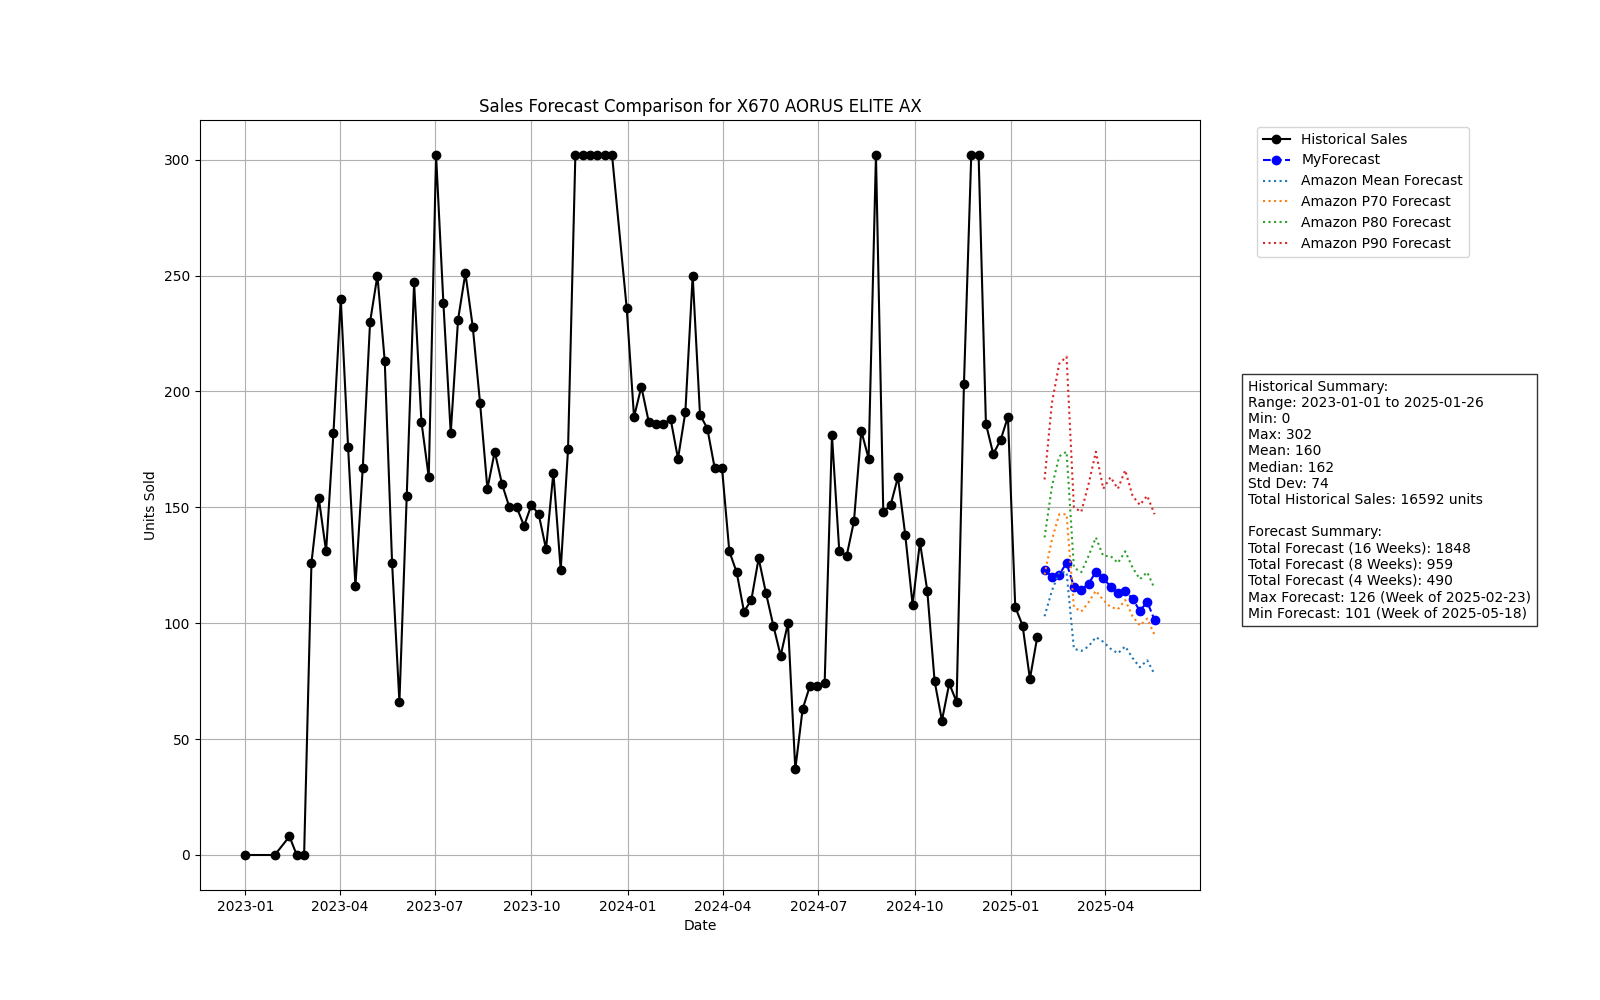 Sales Forecast Comparison for X670 AORUS ELITE AX
Units Sold
300
250
200
150
100
50
0
2023-01
2023-04
2023-07
2023-10
2024-01
2024-04
2024-07
2024-10
2025-01
2025-04
Date
Historical Sales
MyForecast
Amazon Mean Forecast
Amazon P70 Forecast
Amazon P80 Forecast
Amazon P90 Forecast
Historical Summary:
Range: 2023-01-01 to 2025-01-26
Min: 0
Max: 302
Mean: 160
Median: 162
Std Dev: 74
Total Historical Sales: 16592 units
Forecast Summary:
Total Forecast (16 Weeks): 1848
Total Forecast (8 Weeks): 959
Total Forecast (4 Weeks): 490
Max Forecast: 126 (Week of 2025-02-23)
Min Forecast: 101 (Week of 2025-05-18)